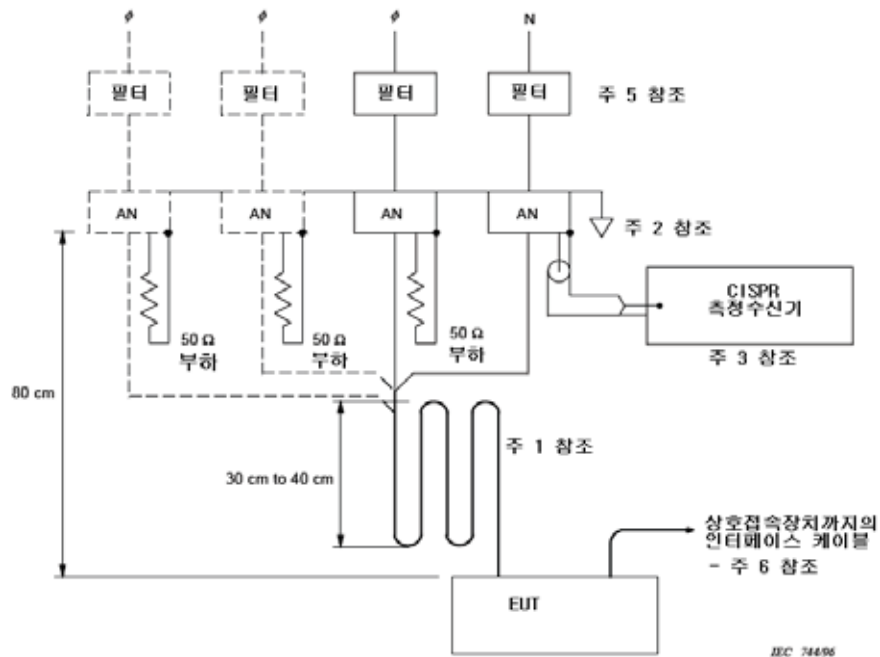 ϕ ϕ ϕ N
필터 필터 필터 필터 주 5 참조
AN AN AN AN
주 2 참조
CISPR
측정수신기
주 3 참조
50 Ω
부하
50 Ω
부하
50 Ω
부하
80 cm
30 cm to 40 cm
주 1 참조
상호접속장치까지의
인터페이스 케이블
- 주 6 참조
EUT
IEC 744/96